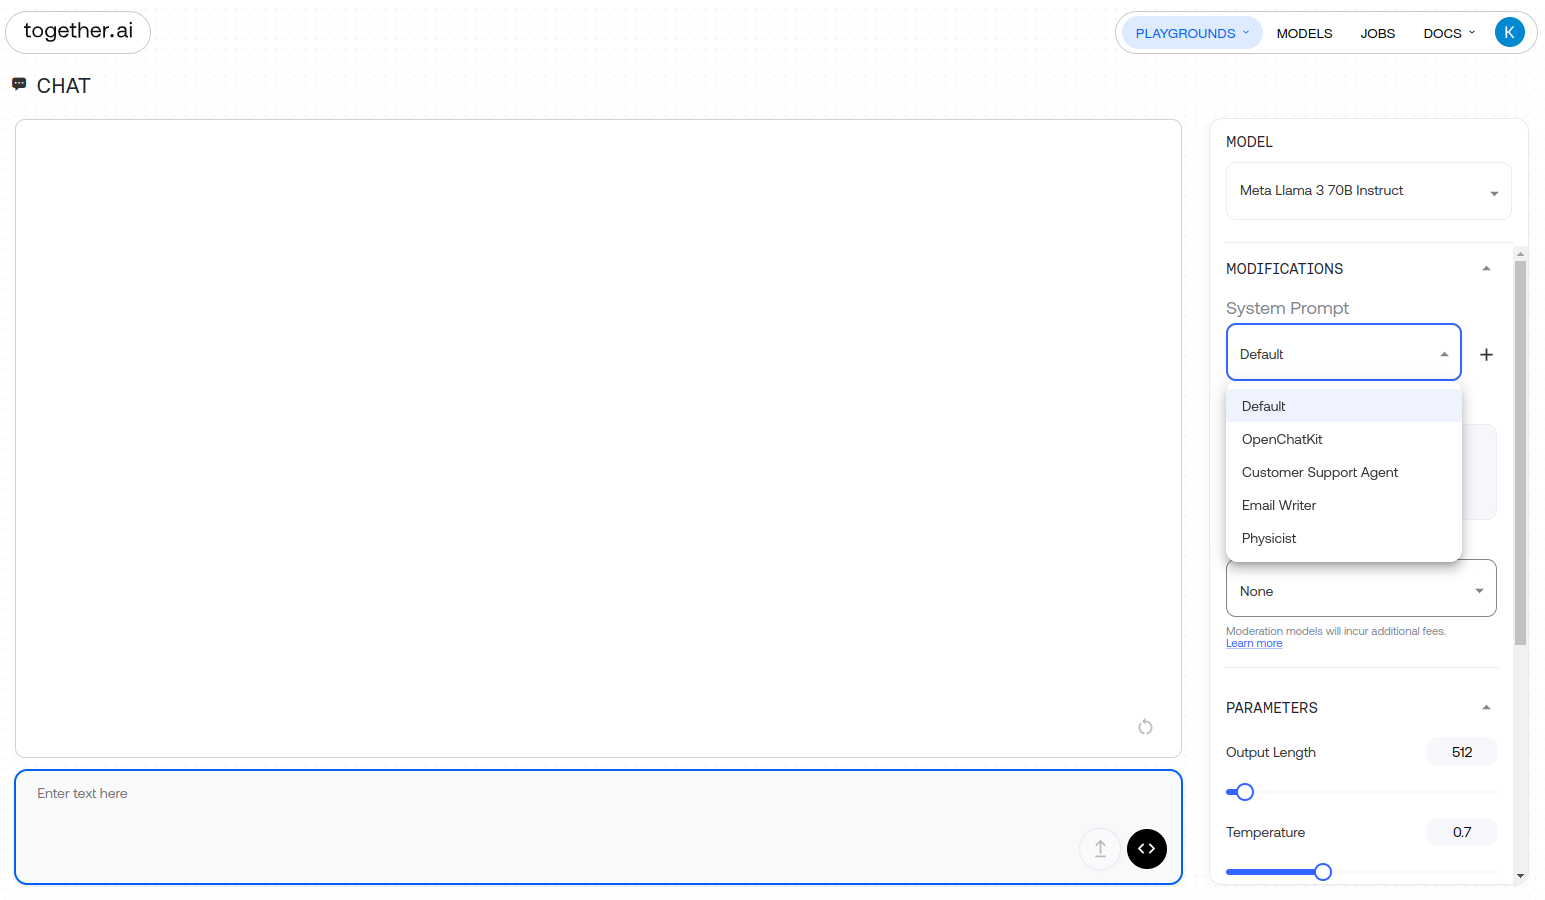 together.ai
PLAYGROUNDS MODELS JOBS DOCS K
CHAT
MODEL
Meta Llama 3 70B Instruct
MODIFICATIONS
System Prompt
Default
Default
OpenChatKit
Customer Support Agent
Email Writer
Physicist
None
Moderation models will incur additional fees.
Learn more
PARAMETERS
Output Length 512
Temperature 0.7
Enter text here